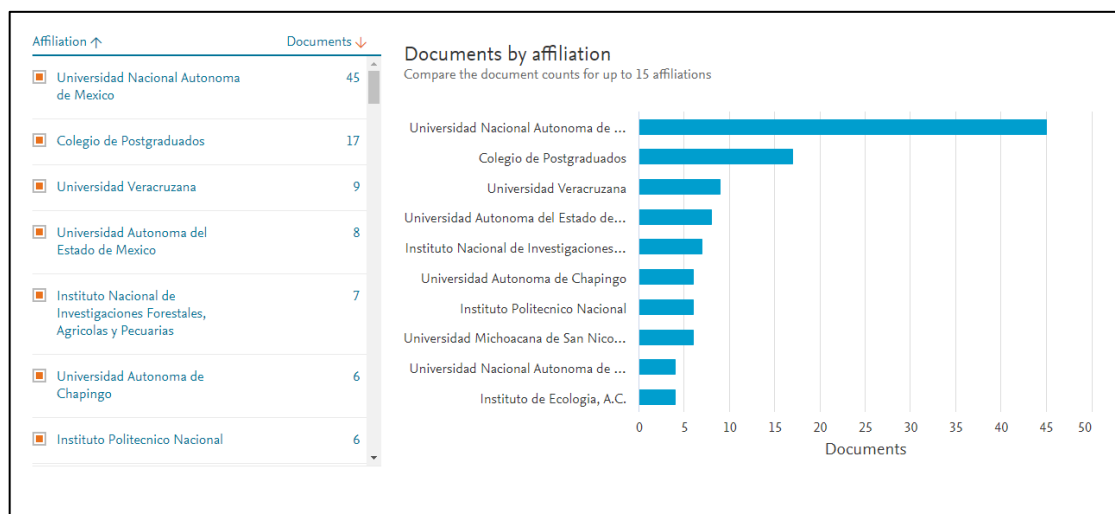 Affiliation ↑
Documents ↓
Universidad Nacional Autonoma
de Mexico
45
Colegio de Postgraduados
17
Universidad Veracruzana
9
Universidad Autonoma del
Estado de Mexico
8
Instituto Nacional de
Investigaciones Forestales,
Agricolas y Pecuarias
7
Universidad Autonoma de
Chapingo
6
Instituto Politecnico Nacional
6
Documents by affiliation
Compare the document counts for up to 15 affiliations
Universidad Nacional Autonoma de ...
Colegio de Postgraduados
Universidad Veracruzana
Universidad Autonoma del Estado de...
Instituto Nacional de Investigaciones...
Universidad Autonoma de Chapingo
Instituto Politecnico Nacional
Universidad Michoacana de San Nico...
Universidad Nacional Autonoma de ...
Instituto de Ecologia, A.C.
0 5 10 15 20 25 30 35 40 45 50
Documents